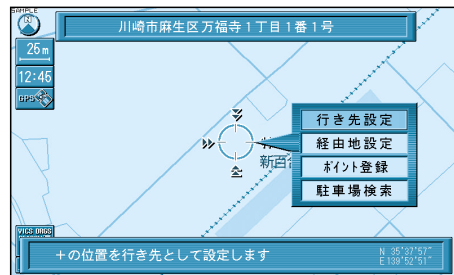 SAMPLE
N
川崎市麻生区万福寺1丁目1番1号
25m
12:45
GPS
行き先設定
経由地設定
ﾎﾟｲﾝﾄ登録
駐車場検索
新百合
VICS
+の位置を行き先として設定します
N 35°37'57"
E139°52'51"